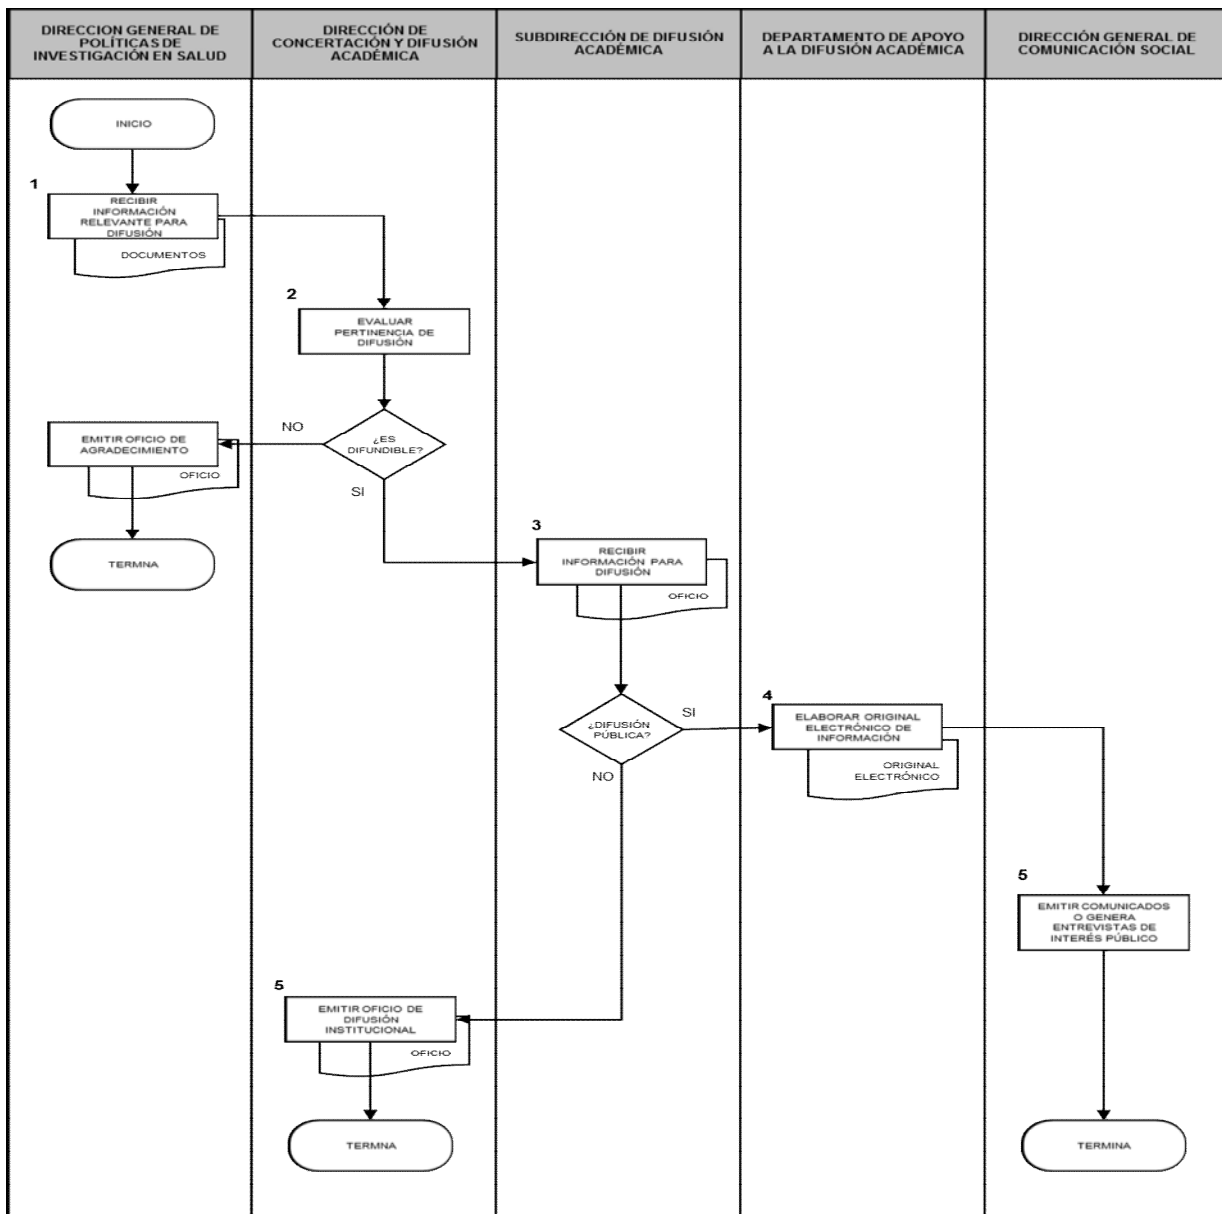 DIRECCION GENERAL DE
POLÍTICAS DE
INVESTIGACIÓN EN SALUD
DIRECCIÓN DE
CONCERTACIÓN Y DIFUSIÓN
ACADÉMICA
SUBDIRECCIÓN DE DIFUSIÓN
ACADÉMICA
DEPARTAMENTO DE APOYO
A LA DIFUSIÓN ACADÉMICA
DIRECCIÓN GENERAL DE
COMUNICACIÓN SOCIAL
INICIO
1
RECIBIR
INFORMACIÓN
RELEVANTE PARA
DIFUSIÓN
DOCUMENTOS
2
EVALUAR
PERTINENCIA DE
DIFUSIÓN
¿ES
DIFUNDIBLE?
NO
SI
EMITIR OFICIO DE
AGRADECIMIENTO
OFICIO
TERMNA
3
RECIBIR
INFORMACIÓN PARA
DIFUSIÓN
OFICIO
¿DIFUSIÓN
PÚBLICA?
SI
NO
4
ELABORAR ORIGINAL
ELECTRÓNICO DE
INFORMACIÓN
ORIGINAL
ELECTRÓNICO
5
EMITIR COMUNICADOS
O GENERA
ENTREVISTAS DE
INTERÉS PÚBLICO
5
EMITIR OFICIO DE
DIFUSIÓN
INSTITUCIONAL
OFICIO
TERMNA
TERMINA